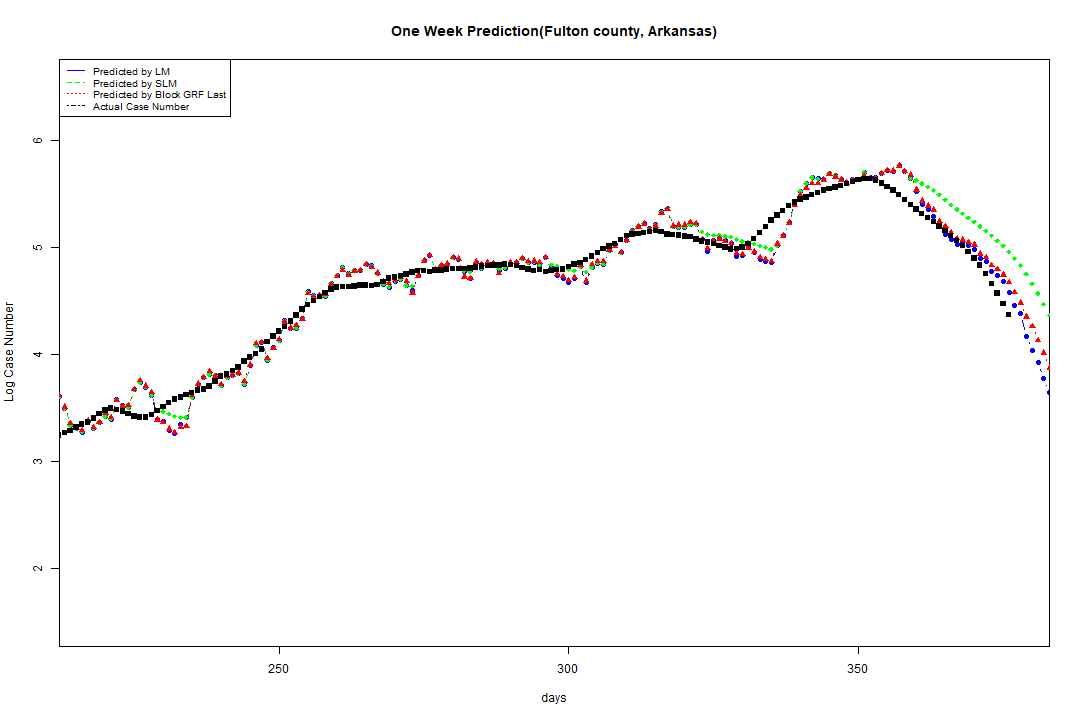 One Week Prediction(Fulton county, Arkansas)
Predicted by LM
Predicted by SLM
Predicted by Block GRF Last
Actual Case Number
6
5
4
3
2
Log Case Number
250
300
350
days